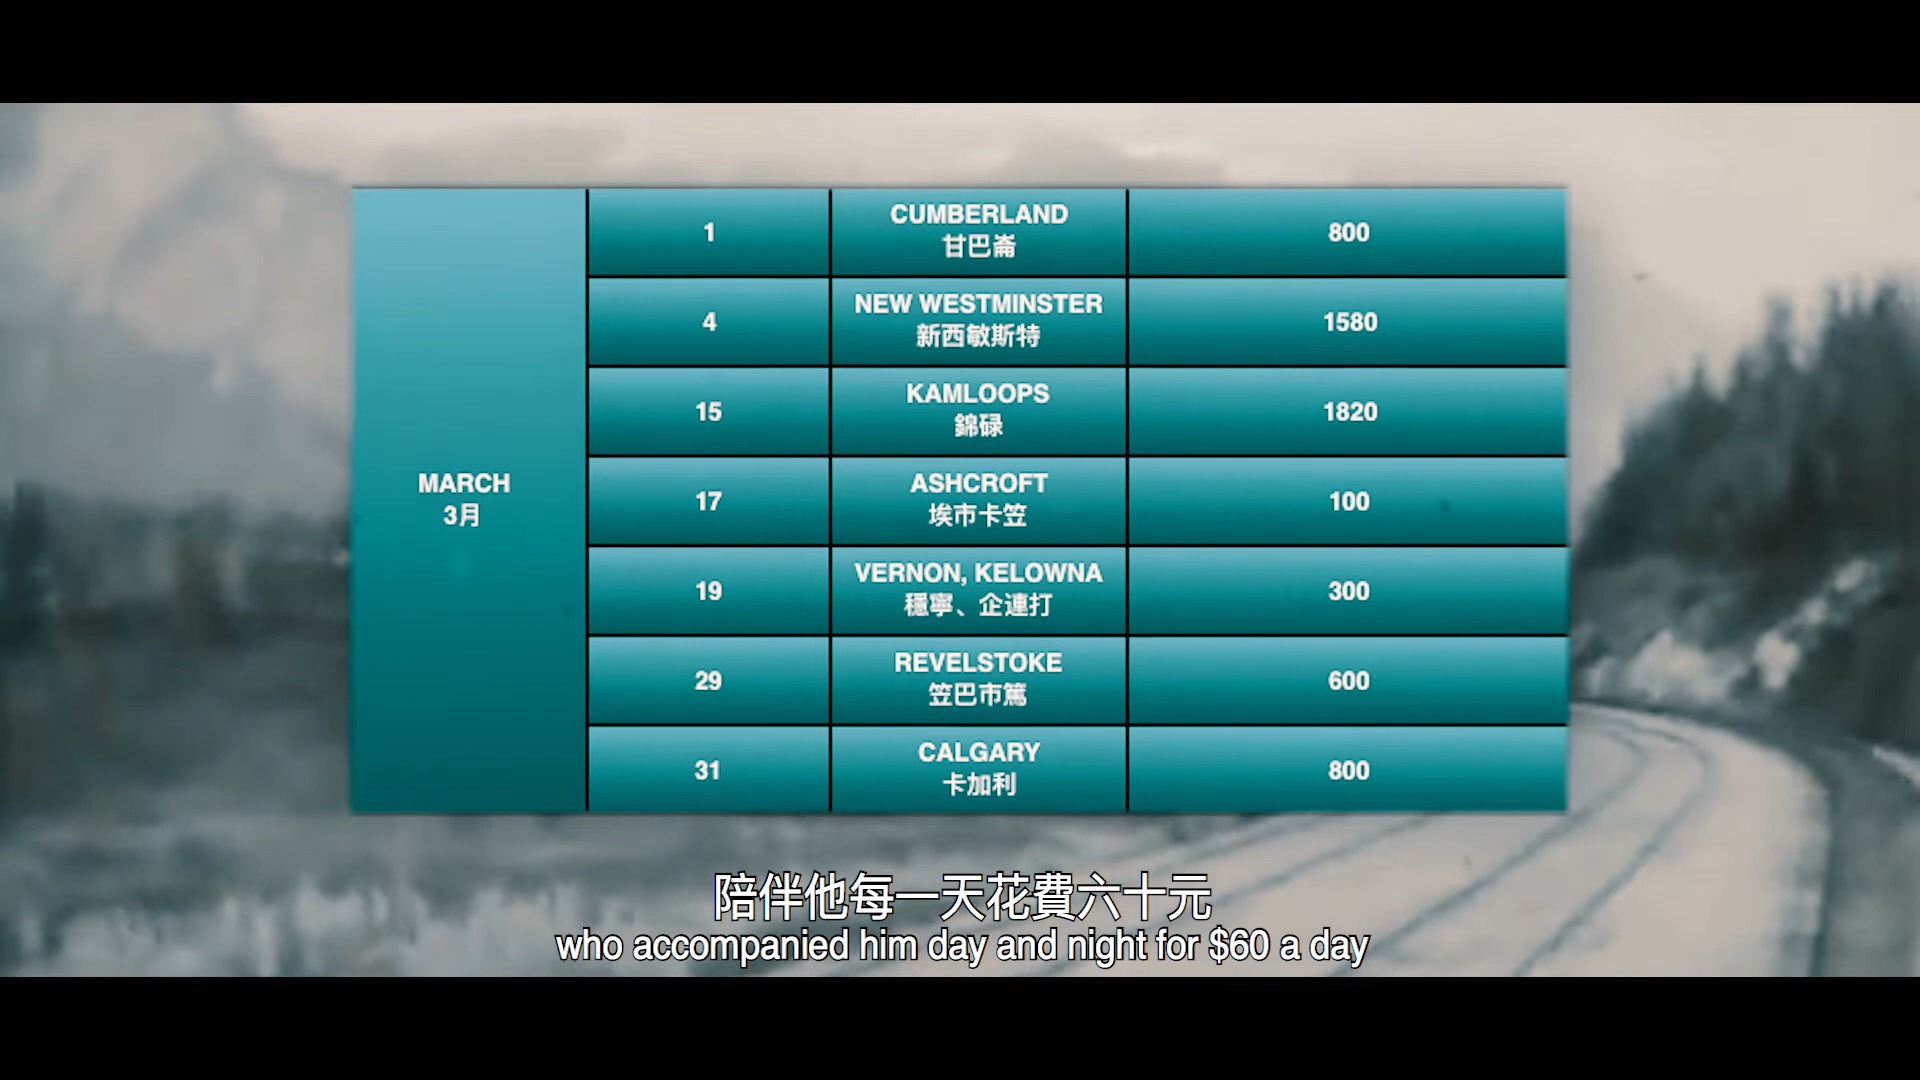 MARCH
3月
1
CUMBERLAND
甘巴崙
800
4
NEW WESTMINSTER
新西敏斯特
1580
15
KAMLOOPS
錦碌
1820
17
ASHCROFT
埃市卡笠
100
19
VERNON, KELOWNA
穩寧、企連打
300
29
REVELSTOKE
笠巴市篤
600
31
CALGARY
卡加利
800
陪伴他每一天花費六十元
who accompanied him day and night for $60 a day